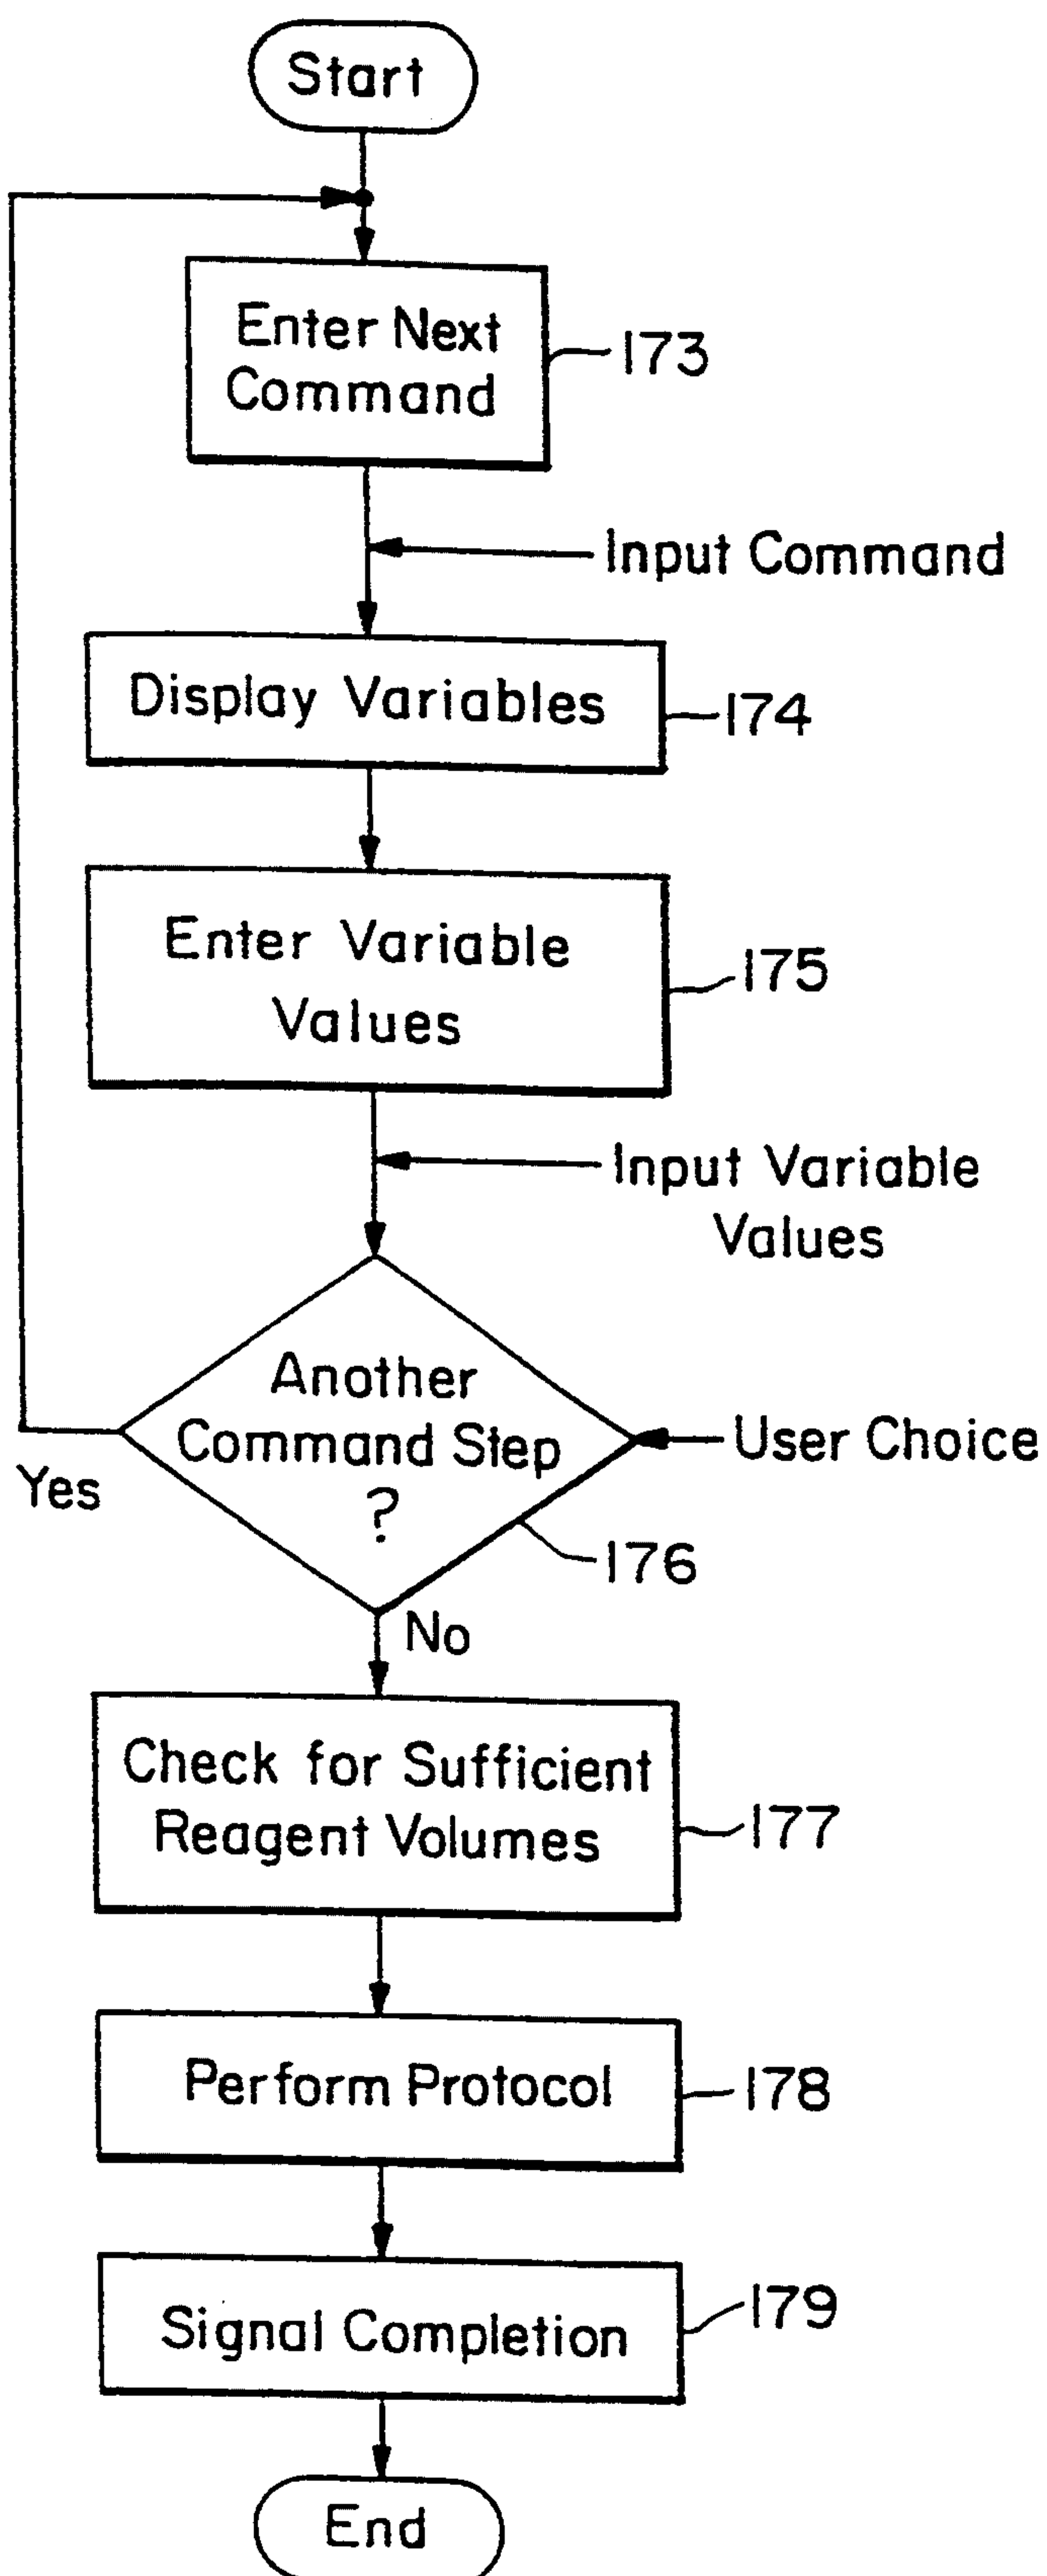 Start
Enter Next
Command
173
Input Command
Display Variables
174
Enter Variable
Values
175
Input Variable
Values
Another
Command Step
?
User Choice
Yes
176
No
Check for Sufficient
Reagent Volumes
177
Perform Protocol
178
Signal Completion
179
End